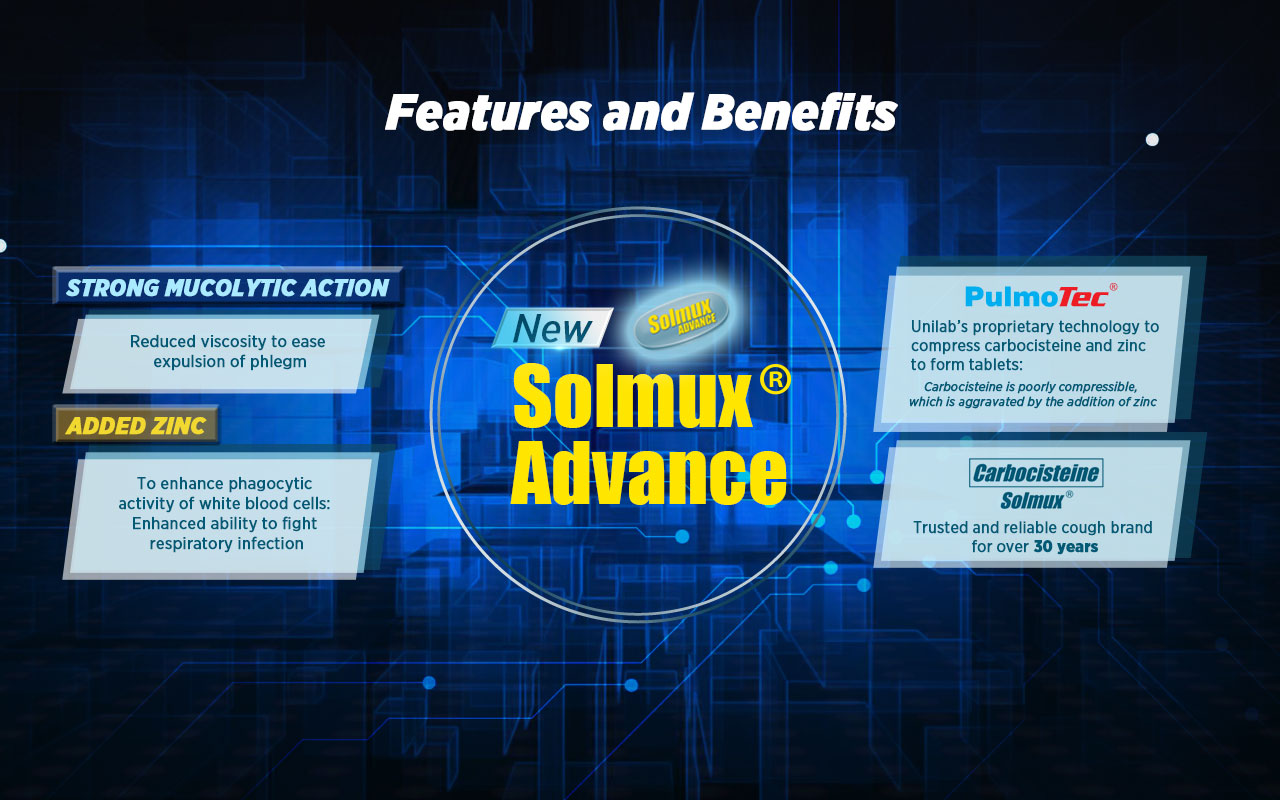 Features and Benefits
STRONG MUCOLYTIC ACTION
Reduced viscosity to ease
expulsion of phlegm
ADDED ZINC
To enhance phagocytic
activity of white blood cells:
Enhanced ability to fight
respiratory infection
New
Solmux
ADVANCE
Solmux®
Advance
PulmoTec®
Unilab's proprietary technology to
compress carbocisteine and zinc
to form tablets:
Carbocisteine is poorly compressible,
which is aggravated by the addition of zinc
Carbocisteine
Solmux®
Trusted and reliable cough brand
for over 30 years